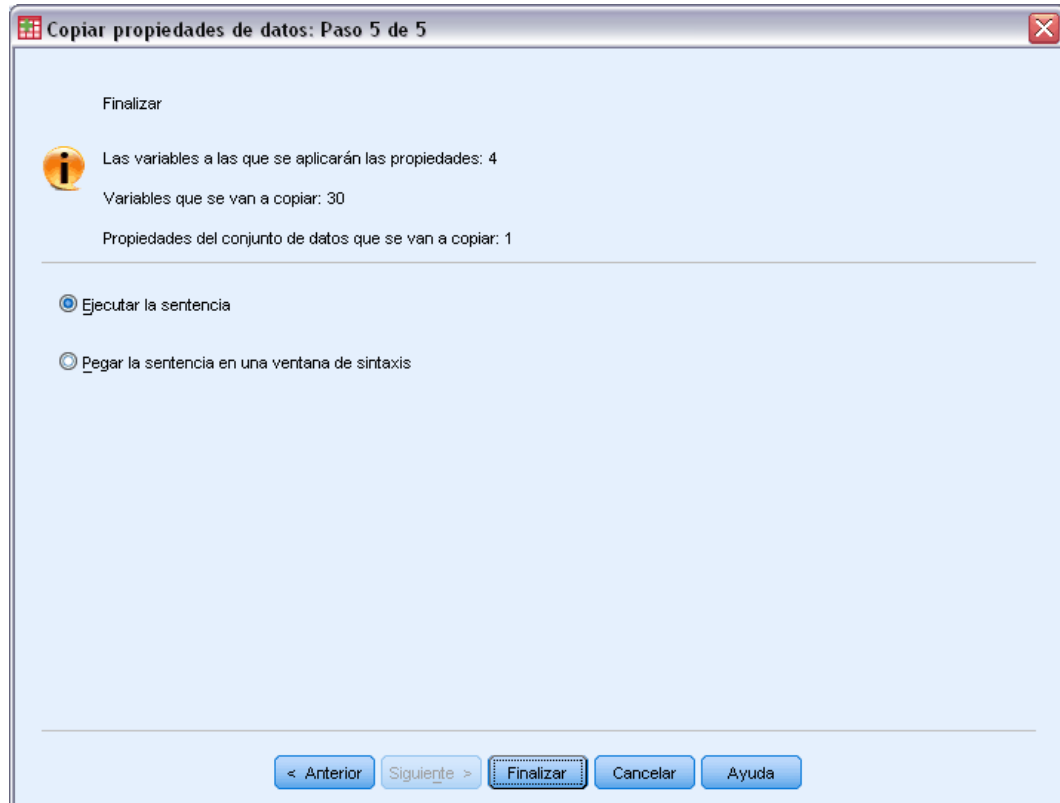 Copiar propiedades de datos: Paso 5 de 5
Finalizar
Las variables a las que se aplicarán las propiedades: 4
Variables que se van a copiar: 30
Propiedades del conjunto de datos que se van a copiar: 1
Ejecutar la sentencia
Pegar la sentencia en una ventana de sintaxis
< Anterior
Siguiente >
Finalizar
Cancelar
Ayuda